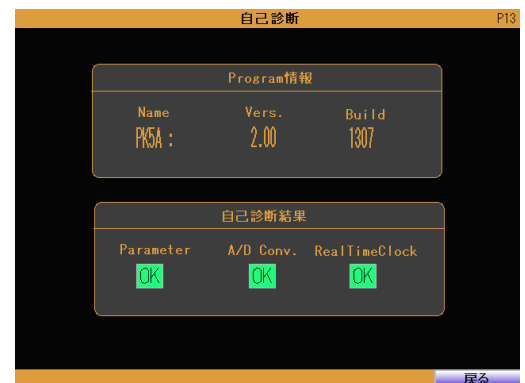 自己診断 P13
Program情報
Name Vers. Build
PK5A : 2.00 1307
自己診断結果
Parameter A/D Conv. RealTimeClock
OK OK OK
戻る